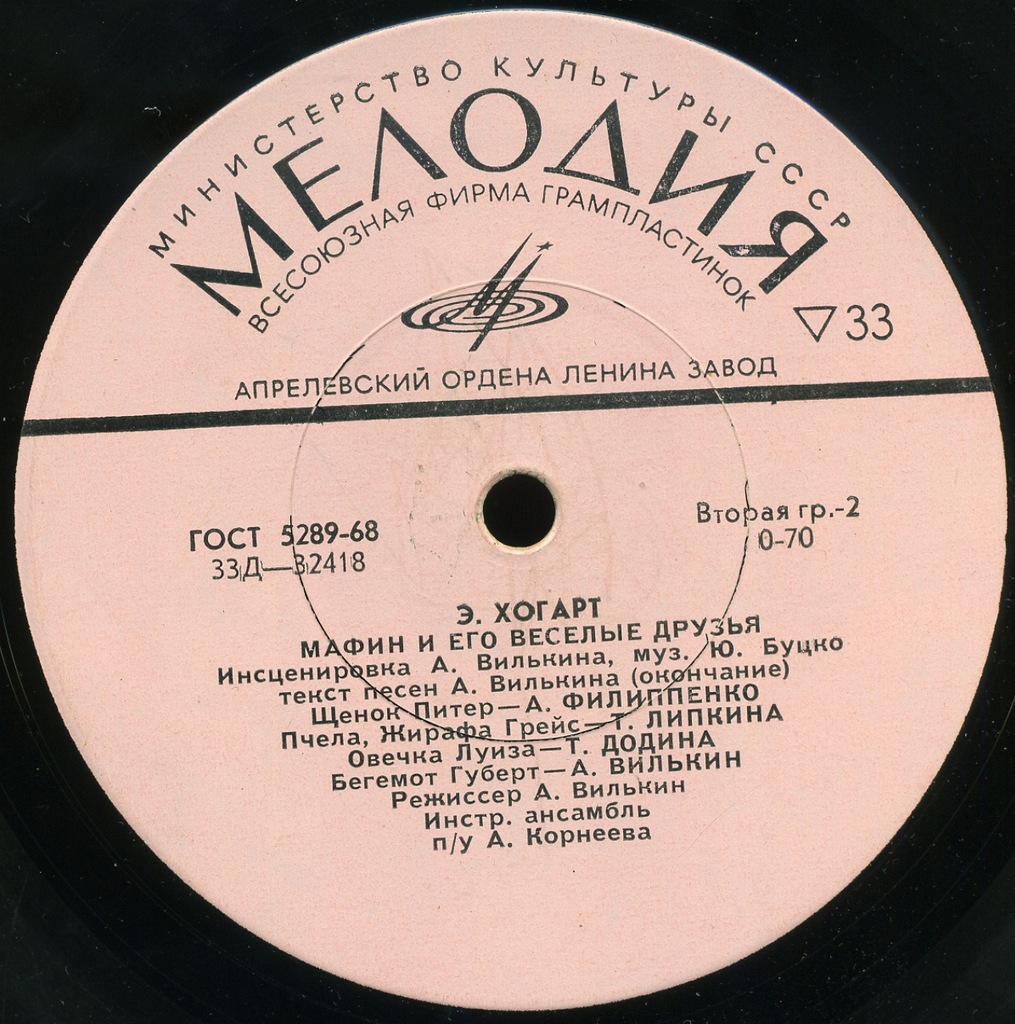 МИНИСТЕРСТВО КУЛЬТУРЫ СССР
МЕЛОДИЯ
ВСЕСОЮЗНАЯ ФИРМА ГРАМПЛАСТИНОК
33
АПРЕЛЕВСКИЙ ОРДЕНА ЛЕНИНА ЗАВОД
ГОСТ 5289-68
33Д—32418
Вторая гр.-2
0-70
Э. ХОГАРТ
МАФИН И ЕГО ВЕСЕЛЫЕ ДРУЗЬЯ
Инсценировка А. Вилькина, муз. Ю. Буцко
текст песен А. Вилькина (окончание)
Щенок Питер—А. ФИЛИППЕНКО
Пчела, Жирафа Грейс—Т. ЛИПКИНА
Овечка Луиза—Т. ДОДИНА
Бегемот Губерт—А. ВИЛЬКИН
Режиссер А. Вилькин
Инстр. ансамбль
п/у А. Корнеева